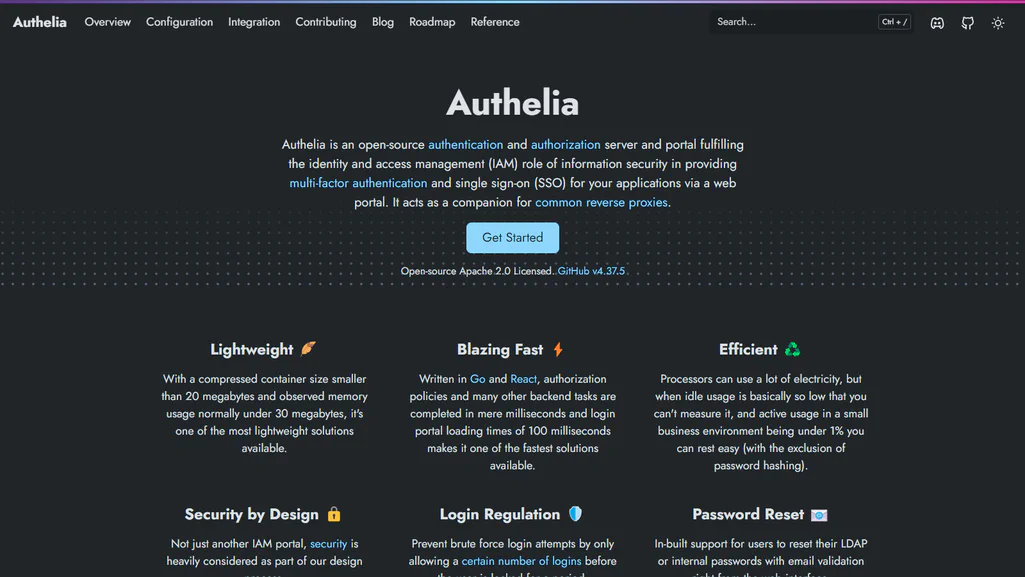 Authelia Overview Configuration Integration Contributing Blog Roadmap Reference Search... Ctrl + /
Authelia
Authelia is an open-source authentication and authorization server and portal fulfilling
the identity and access management (IAM) role of information security in providing
multi-factor authentication and single sign-on (SSO) for your applications via a web
portal. It acts as a companion for common reverse proxies.
Get Started
Open-source Apache 2.0 Licensed. GitHub v4.37.5
Lightweight
With a compressed container size smaller
than 20 megabytes and observed memory
usage normally under 30 megabytes, it's
one of the most lightweight solutions
available.
Blazing Fast
Written in Go and React, authorization
policies and many other backend tasks are
completed in mere milliseconds and login
portal loading times of 100 milliseconds
makes it one of the fastest solutions
available.
Efficient
Processors can use a lot of electricity, but
when idle usage is basically so low that you
can't measure it, and active usage in a small
business environment being under 1% you
can rest easy (with the exclusion of
password hashing).
Security by Design
Not just another IAM portal, security is
heavily considered as part of our design
Login Regulation
Prevent brute force login attempts by only
allowing a certain number of logins before
Password Reset
In-built support for users to reset their LDAP
or internal passwords with email validation